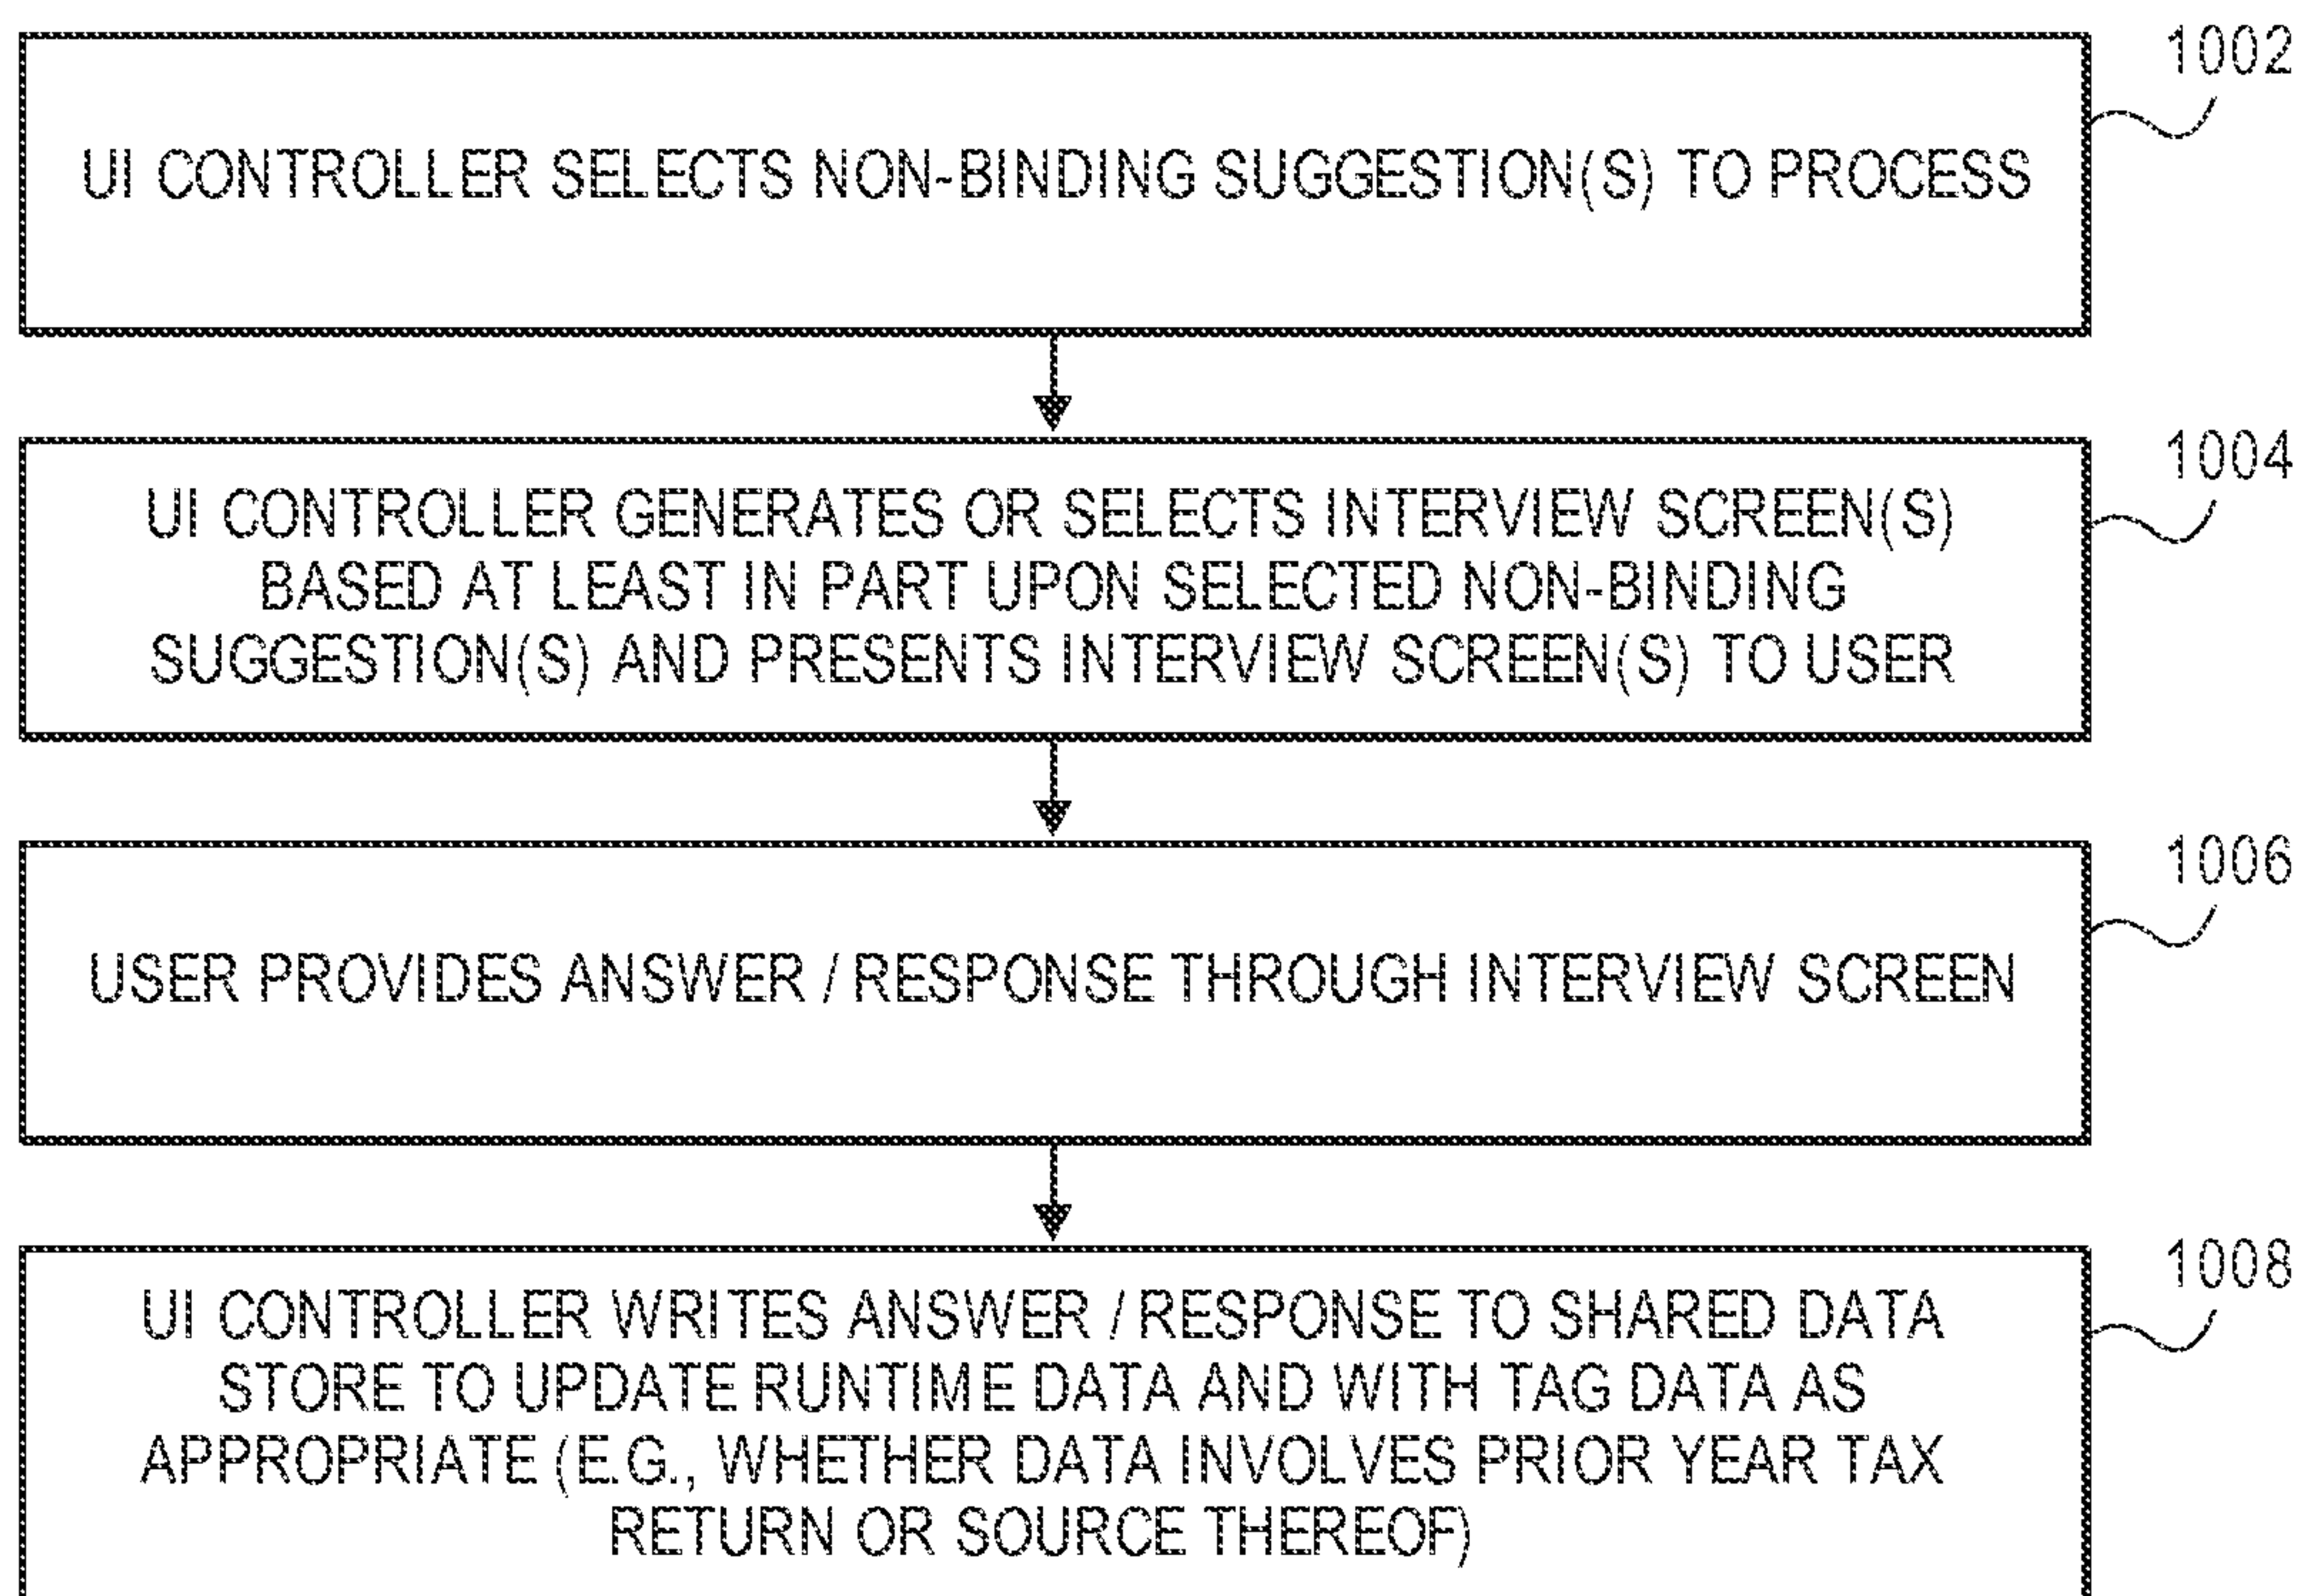 1002
UI CONTROLLER SELECTS NON-BINDING SUGGESTION(S) TO PROCESS
1004
UI CONTROLLER GENERATES OR SELECTS INTERVIEW SCREEN(S)
BASED AT LEAST IN PART UPON SELECTED NON-BINDING
SUGGESTION(S) AND PRESENTS INTERVIEW SCREEN(S) TO USER
1006
USER PROVIDES ANSWER / RESPONSE THROUGH INTERVIEW SCREEN
1008
UI CONTROLLER WRITES ANSWER / RESPONSE TO SHARED DATA
STORE TO UPDATE RUNTIME DATA AND WITH TAG DATA AS
APPROPRIATE (E.G., WHETHER DATA INVOLVES PRIOR YEAR TAX
RETURN OR SOURCE THEREOF)